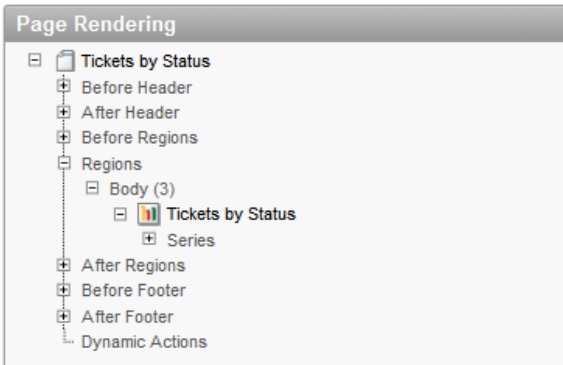 Page Rendering
Tickets by Status
Before Header
After Header
Before Regions
Regions
Body (3)
Tickets by Status
Series
After Regions
Before Footer
After Footer
Dynamic Actions